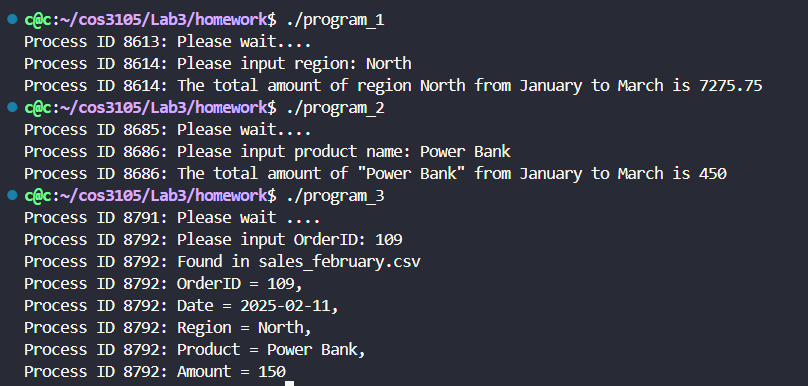 c@c:~/cos3105/Lab3/homework$ ./program_1
Process ID 8613: Please wait....
Process ID 8614: Please input region: North
Process ID 8614: The total amount of region North from January to March is 7275.75
c@c:~/cos3105/Lab3/homework$ ./program_2
Process ID 8685: Please wait....
Process ID 8686: Please input product name: Power Bank
Process ID 8686: The total amount of "Power Bank" from January to March is 450
c@c:~/cos3105/Lab3/homework$ ./program_3
Process ID 8791: Please wait ....
Process ID 8792: Please input OrderID: 109
Process ID 8792: Found in sales_february.csv
Process ID 8792: OrderID = 109,
Process ID 8792: Date = 2025-02-11,
Process ID 8792: Region = North,
Process ID 8792: Product = Power Bank,
Process ID 8792: Amount = 150